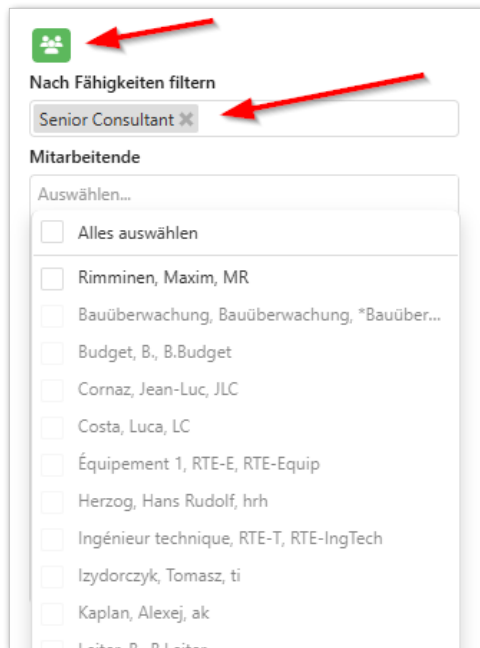 Nach Fähigkeiten filtern
Senior Consultant
Mitarbeitende
Auswählen...
Alles auswählen
Rimminen, Maxim, MR
Bauüberwachung, Bauüberwachung, *Bauüber...
Budget, B., B.Budget
Cornaz, Jean-Luc, JLC
Costa, Luca, LC
Équipement 1, RTE-E, RTE-Equip
Herzog, Hans Rudolf, hrh
Ingénieur technique, RTE-T, RTE-IngTech
Izydorczyk, Tomasz, ti
Kaplan, Alexej, ak
Leiter, B., B.Leiter